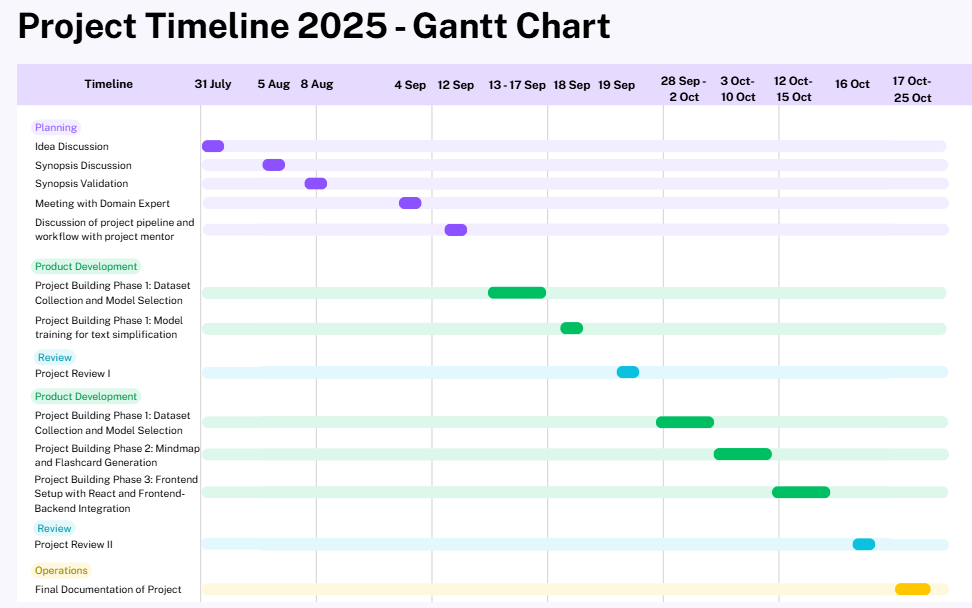 Project Timeline 2025 - Gantt Chart
Timeline 31 July 5 Aug 8 Aug 4 Sep 12 Sep 13 - 17 Sep 18 Sep 19 Sep 28 Sep - 3 Oct- 12 Oct- 16 Oct 17 Oct-
2 Oct 10 Oct 15 Oct 25 Oct
Planning
Idea Discussion
Synopsis Discussion
Synopsis Validation
Meeting with Domain Expert
Discussion of project pipeline and
workflow with project mentor
Product Development
Project Building Phase 1: Dataset
Collection and Model Selection
Project Building Phase 1: Model
training for text simplification
Review
Project Review I
Product Development
Project Building Phase 1: Dataset
Collection and Model Selection
Project Building Phase 2: Mindmap
and Flashcard Generation
Project Building Phase 3: Frontend
Setup with React and Frontend-
Backend Integration
Review
Project Review II
Operations
Final Documentation of Project